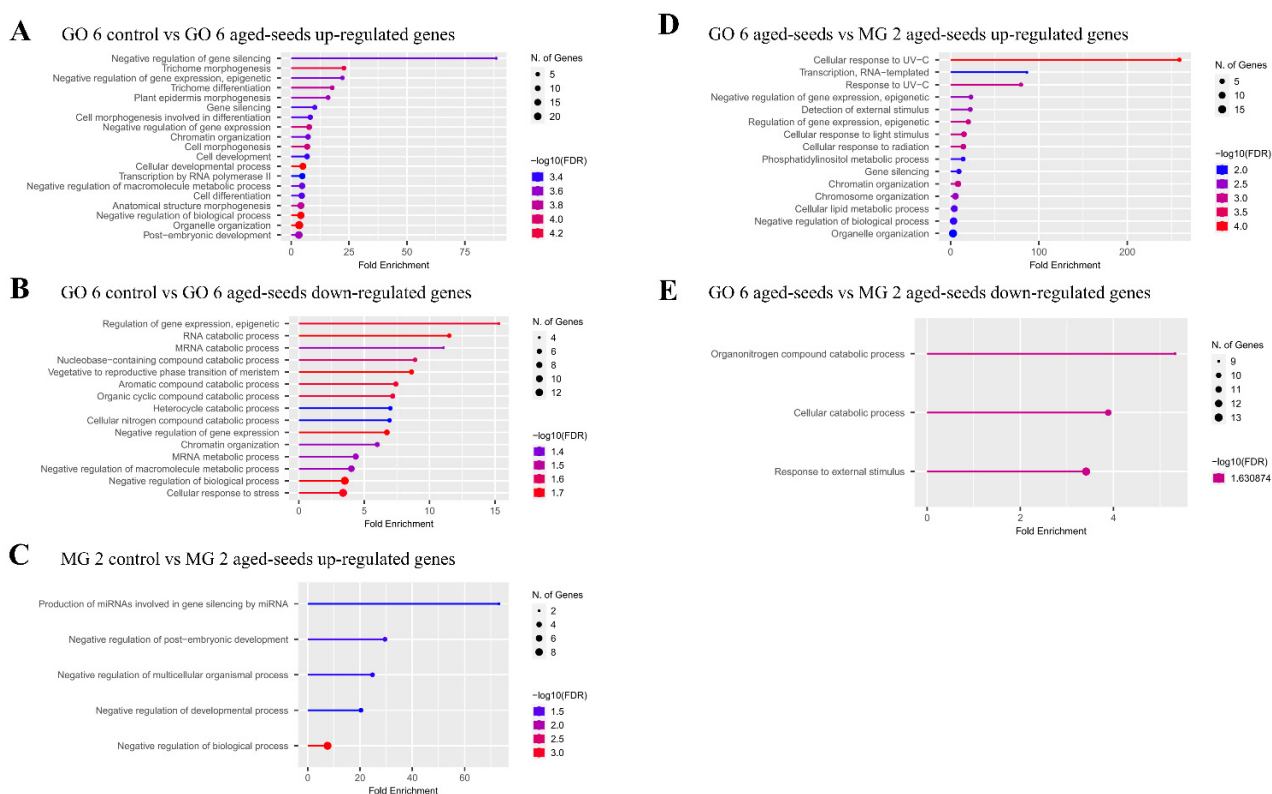 A GO 6 control vs GO 6 aged-seeds up-regulated genes
Negative regulation of gene silencing
Trichome morphogenesis
Negative regulation of gene expression, epigenetic
Trichome differentiation
Plant epidermis morphogenesis
Gene silencing
Cell morphogenesis involved in differentiation
Negative regulation of gene expression
Chromatin organization
Cell morphogenesis
Cell development
Cellular developmental process
Transcription by RNA polymerase II
Negative regulation of macromolecule metabolic process
Cell differentiation
Anatomical structure morphogenesis
Negative regulation of biological process
Organelle organization
Post−embryonic development
0 25 50 75
Fold Enrichment
N. of Genes
5
10
15
20
−log10(FDR)
3.4
3.6
3.8
4.0
4.2
B GO 6 control vs GO 6 aged-seeds down-regulated genes
Regulation of gene expression, epigenetic
RNA catabolic process
MRNA catabolic process
Nucleobase−containing compound catabolic process
Vegetative to reproductive phase transition of meristem
Aromatic compound catabolic process
Organic cyclic compound catabolic process
Heterocycle catabolic process
Cellular nitrogen compound catabolic process
Negative regulation of gene expression
Chromatin organization
MRNA metabolic process
Negative regulation of macromolecule metabolic process
Negative regulation of biological process
Cellular response to stress
0 5 10 15
Fold Enrichment
N. of Genes
4
6
8
10
12
−log10(FDR)
1.4
1.5
1.6
1.7
C MG 2 control vs MG 2 aged-seeds up-regulated genes
Production of miRNAs involved in gene silencing by miRNA
Negative regulation of post−embryonic development
Negative regulation of multicellular organismal process
Negative regulation of developmental process
Negative regulation of biological process
0 20 40 60
Fold Enrichment
N. of Genes
2
4
6
8
−log10(FDR)
1.5
2.0
2.5
3.0
D GO 6 aged-seeds vs MG 2 aged-seeds up-regulated genes
Cellular response to UV−C
Transcription, RNA−templated
Response to UV−C
Negative regulation of gene expression, epigenetic
Detection of external stimulus
Regulation of gene expression, epigenetic
Cellular response to light stimulus
Cellular response to radiation
Phosphatidylinositol metabolic process
Gene silencing
Chromatin organization
Chromosome organization
Cellular lipid metabolic process
Negative regulation of biological process
Organelle organization
0 100 200
Fold Enrichment
N. of Genes
5
10
15
−log10(FDR)
2.0
2.5
3.0
3.5
4.0
E GO 6 aged-seeds vs MG 2 aged-seeds down-regulated genes
Organonitrogen compound catabolic process
Cellular catabolic process
Response to external stimulus
0 2 4
Fold Enrichment
N. of Genes
9
10
11
12
13
−log10(FDR)
1.630874